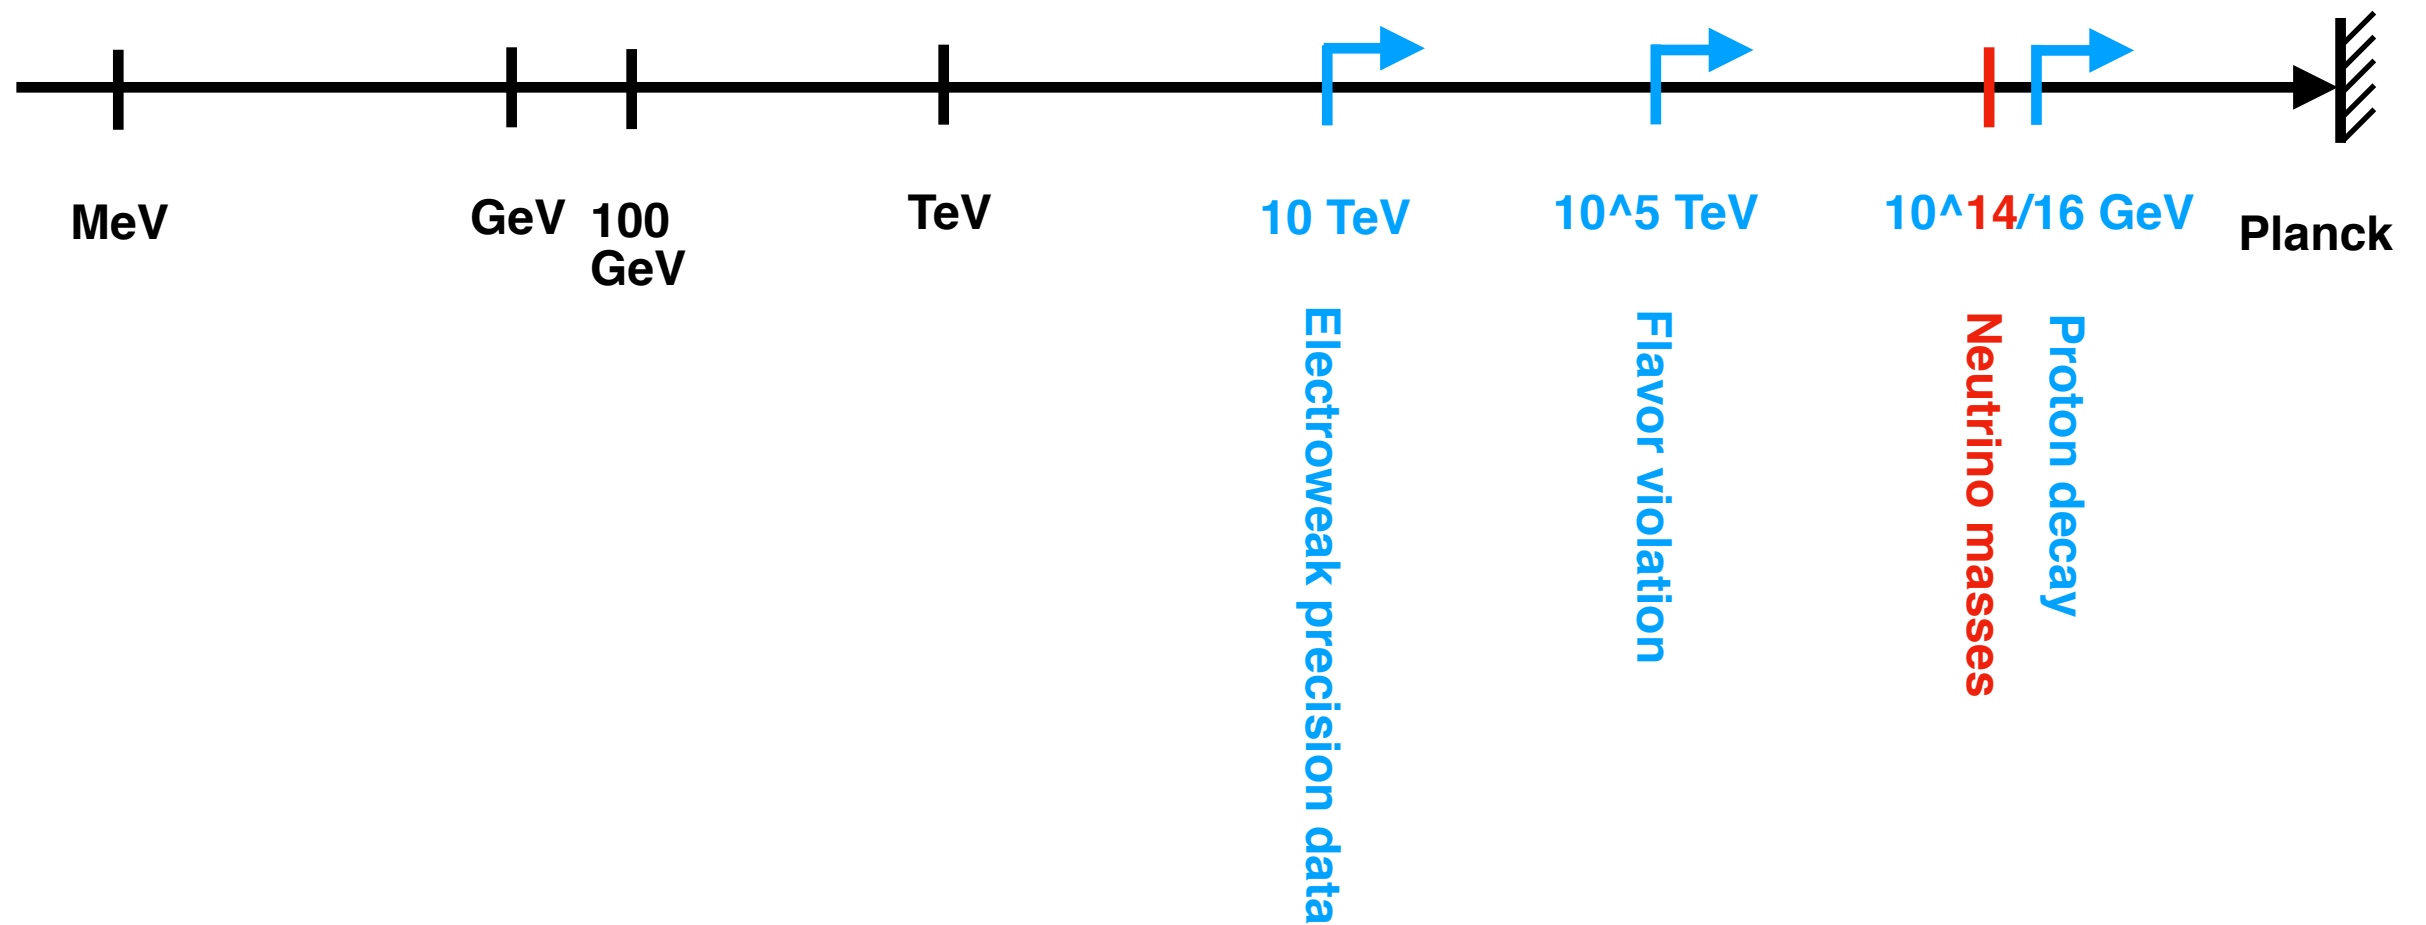 MeV
GeV
100
GeV
TeV
10 TeV
10^5 TeV
10^14/16 GeV
Planck
Electroweak precision data
Flavor violation
Neutrino masses
Proton decay